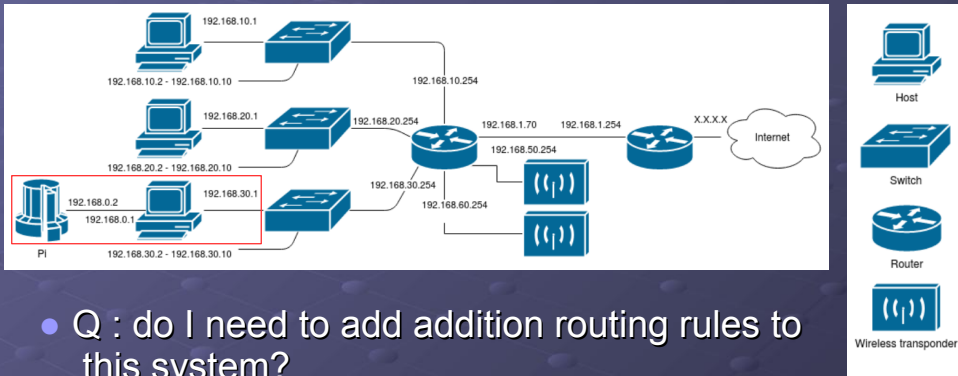 192.168.10.1
192.168.10.2 - 192.168.10.10
192.168.10.254
192.168.20.1
192.168.20.254
192.168.20.2 - 192.168.20.10
192.168.1.70
192.168.1.254
X.X.X.X
Internet
192.168.50.254
192.168.30.254
192.168.60.254
192.168.0.2
192.168.0.1
192.168.30.1
Pi
192.168.30.2 - 192.168.30.10
Host
Switch
Router
Wireless transponder
Q : do I need to add addition routing rules to
this system?